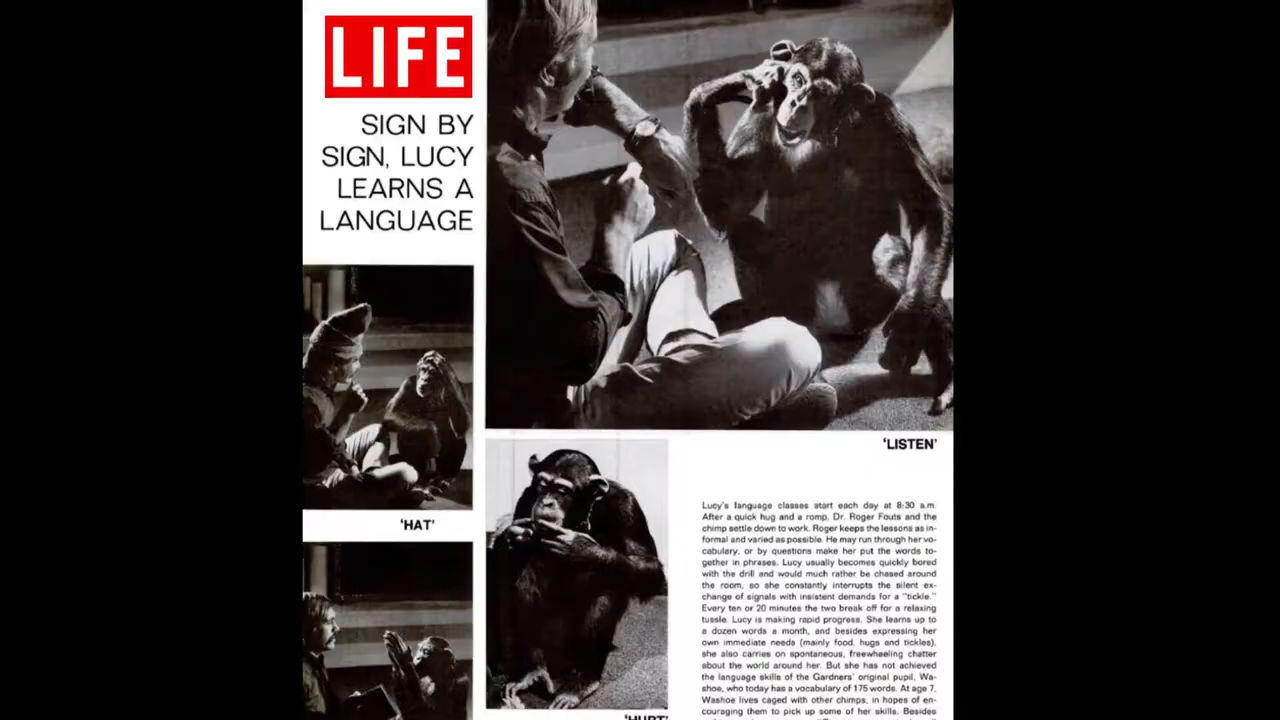 LIFE
SIGN BY
SIGN, LUCY
LEARNS A
LANGUAGE
'LISTEN'
'HAT'
'HURT'
Lucy's language classes start each day at 8:30 a.m.
After a quick hug and a romp, Dr. Roger Fouts and the
chimp settle down to work. Roger keeps the lessons as in-
formal and varied as possible. He may run through her vo-
cabulary, or by questions make her put the words to-
gether in phrases. Lucy usually becomes quickly bored
with the drill and would much rather be chased around
the room, so she constantly interrupts the silent ex-
change of signals with insistent demands for a "tickle."
Every ten or 20 minutes the two break off for a relaxing
tussle. Lucy is making rapid progress. She learns up to
a dozen words a month, and besides expressing her
own immediate needs (mainly food, hugs and tickles),
she also carries on spontaneous, freewheeling chatter
about the world around her. But she has not achieved
the language skills of the Gardners' original pupil, Wa-
shoe, who today has a vocabulary of 175 words. At age 7,
Washoe lives caged with other chimps, in hopes of en-
couraging them to pick up some of her skills. Besides